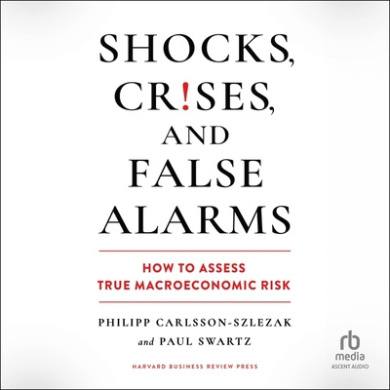 SHOCKS,
CR!SES,
AND
FALSE
ALARMS
HOW TO ASSESS
TRUE MACROECONOMIC RISK
PHILIPP CARLSSON-SZLEZAK
and PAUL SWARTZ
HARVARD BUSINESS REVIEW PRESS
rb
media
ASCENT AUDIO